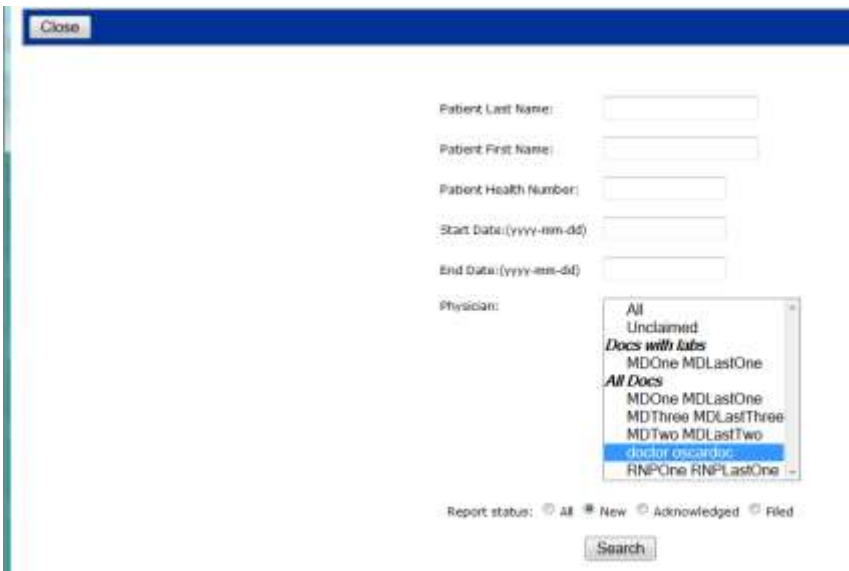 Close
Patient Last Name:
Patient First Name:
Patient Health Number:
Start Date:(yyyy-mm-dd)
End Date:(yyyy-mm-dd)
Physician:
All
Unclaimed
Docs with labs
MDOne MDLastOne
All Docs
MDOne MDLastOne
MDThree MDLastThree
MDTwo MDLastTwo
doctor oscardoc
RNPOne RNPLastOne
Report status: All New Acknowledged Filed
Search